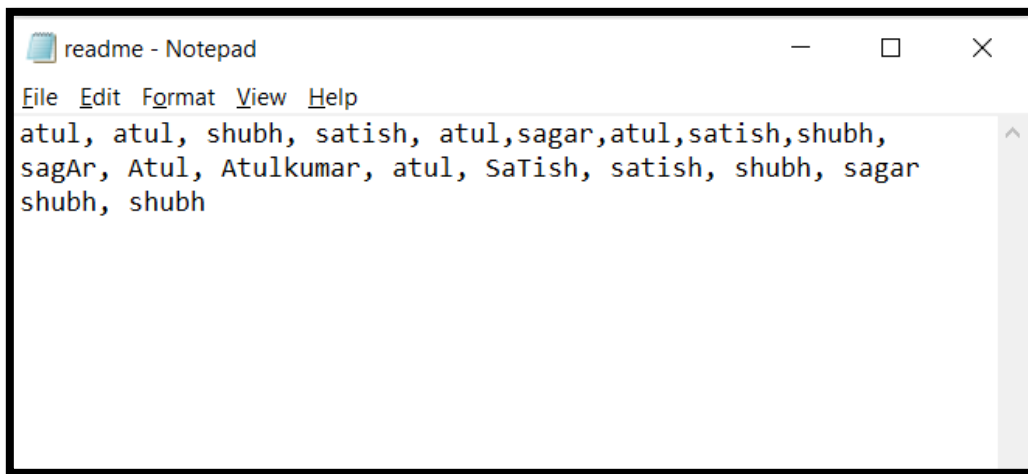 readme - Notepad
File Edit Format View Help
atul, atul, shubh, satish, atul,sagar,atul,satish,shubh,
sagAr, Atul, Atulkumar, atul, SaTish, satish, shubh, sagar
shubh, shubh